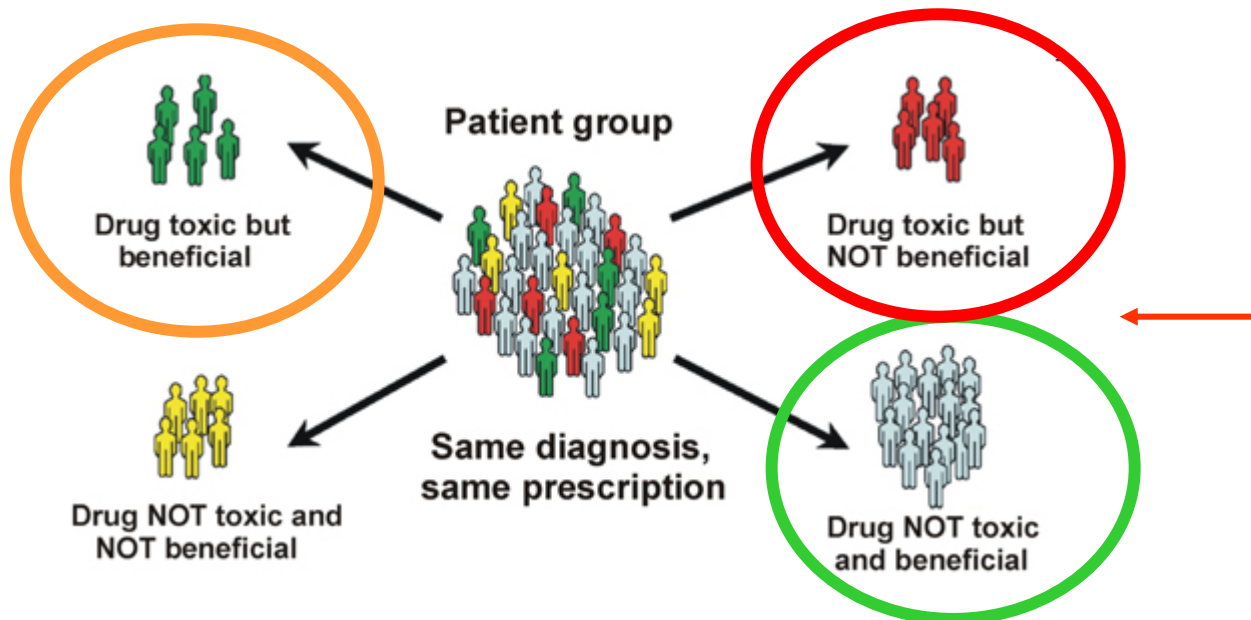 Patient group
Drug toxic but
beneficial
Drug toxic but
NOT beneficial
Same diagnosis,
same prescription
Drug NOT toxic and
NOT beneficial
Drug NOT toxic
and beneficial